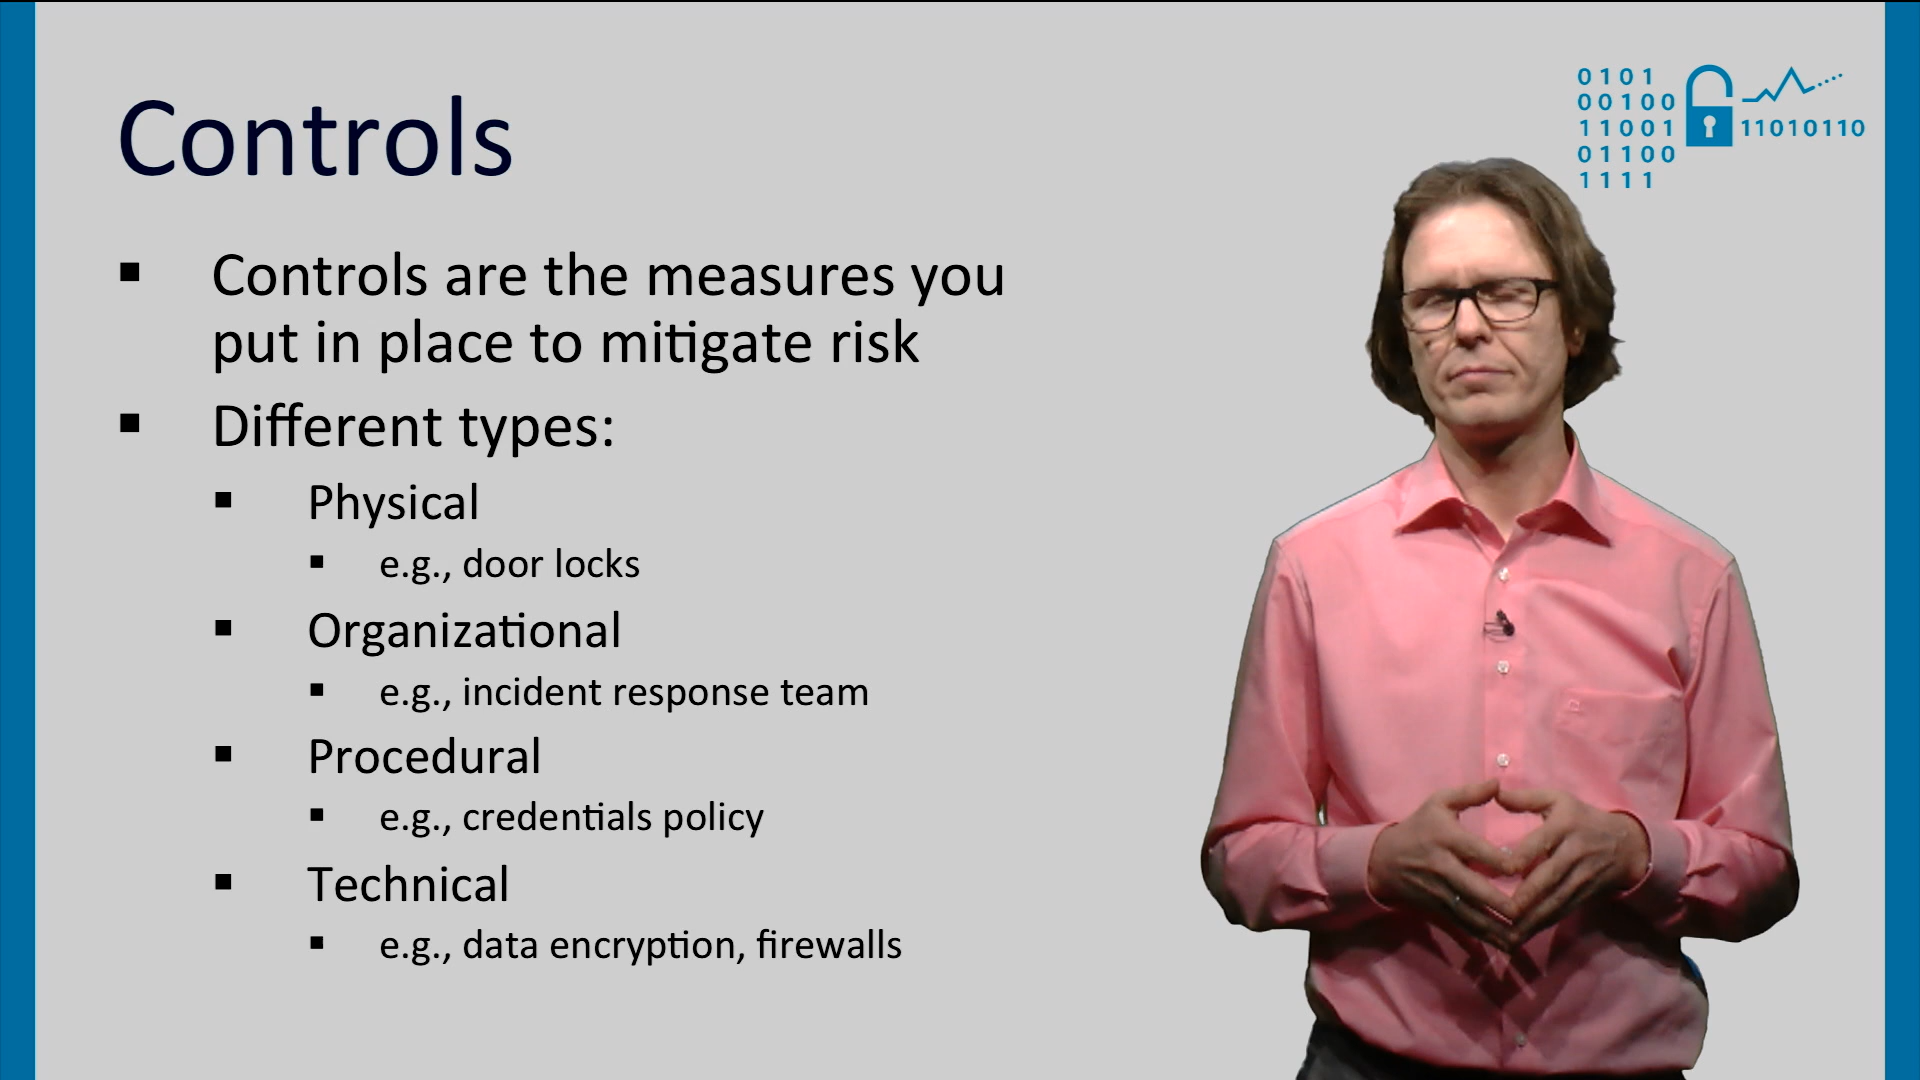 Controls
0101
00100
11001
11010110
01100
1111
Controls are the measures you
put in place to mitigate risk
Different types:
Physical
e.g., door locks
Organizational
e.g., incident response team
Procedural
e.g., credentials policy
Technical
e.g., data encryption, firewalls